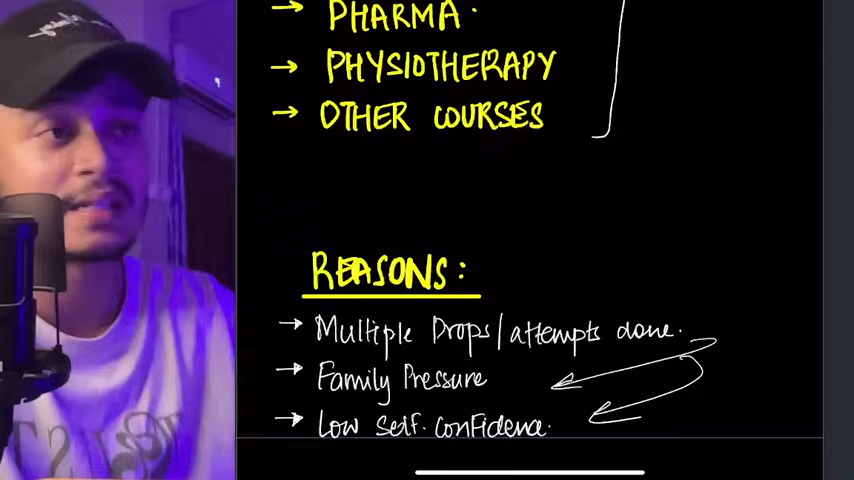 → PHARMA.
→ PHYSIOTHERAPY
→ OTHER COURSES
REASONS:
→ Multiple Drops/attempts done.
→ Family Pressure
→ Low Self-confidence.